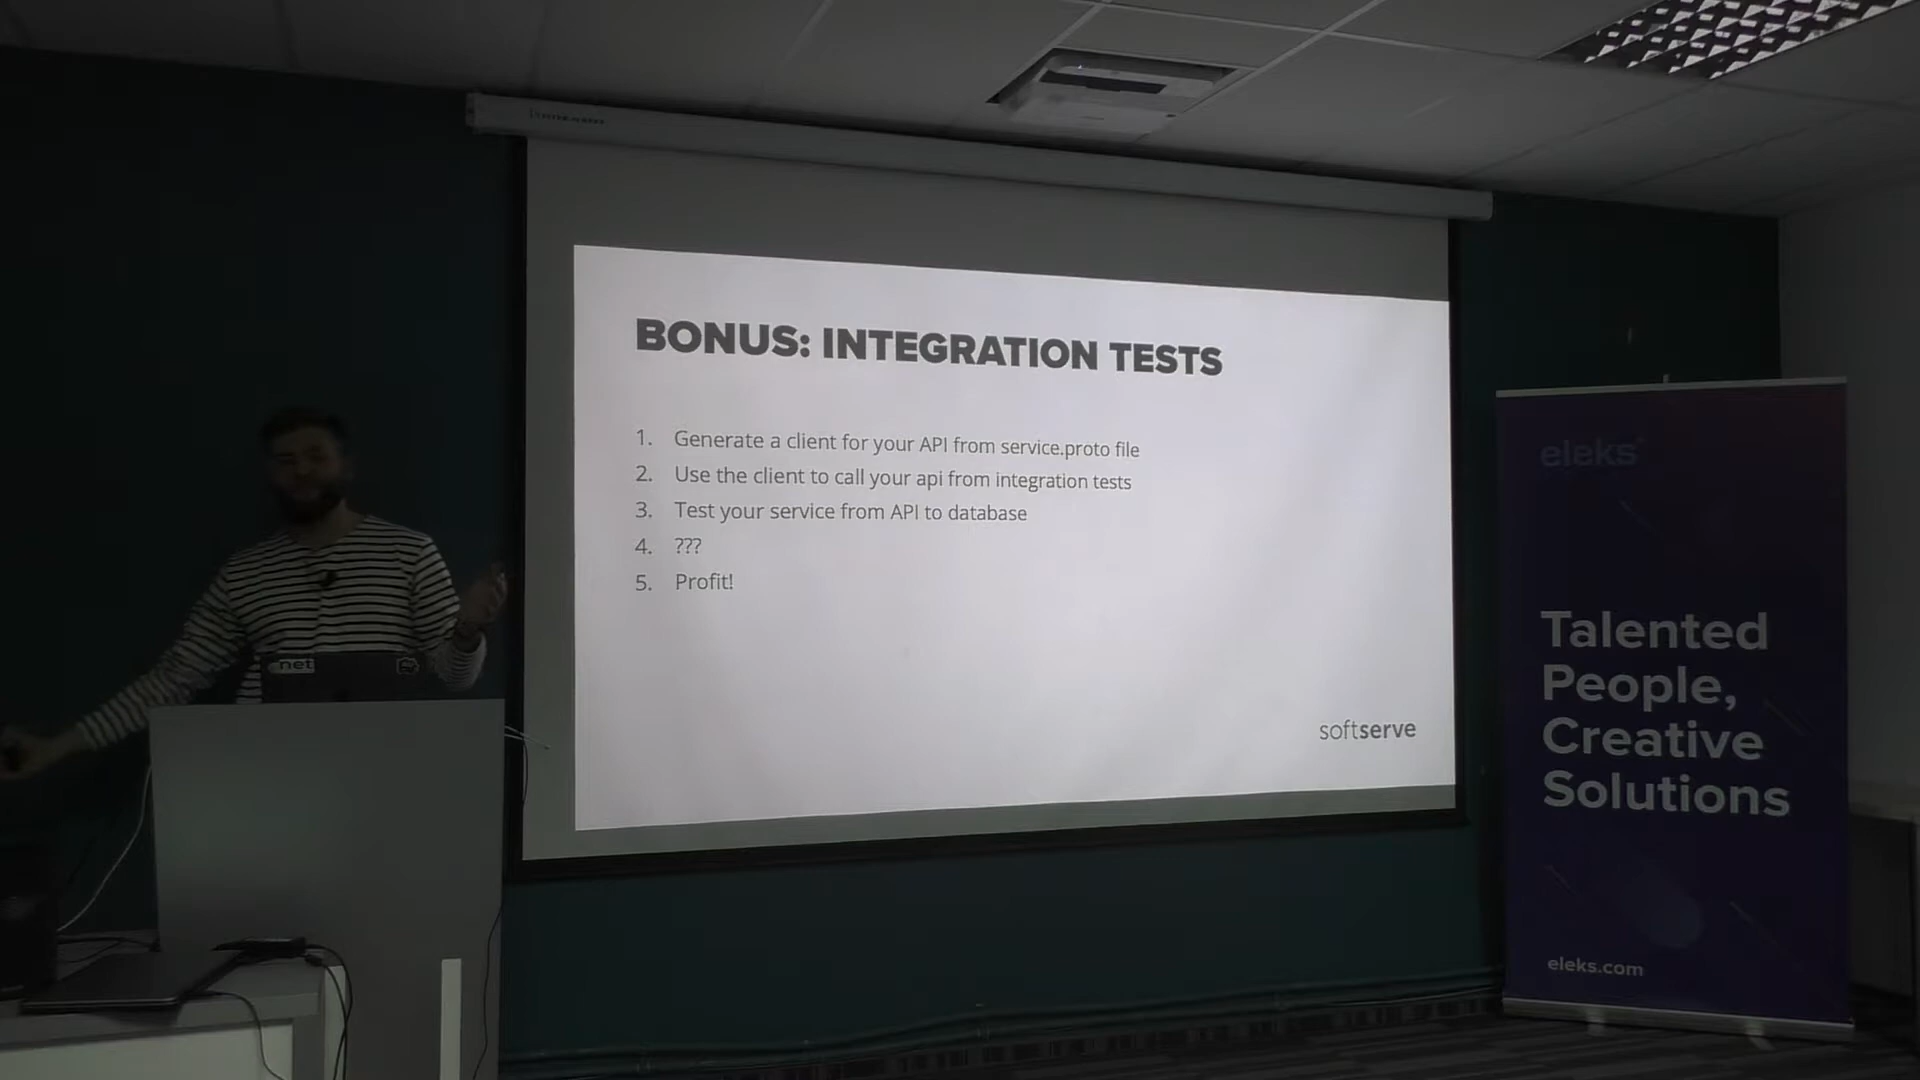 BONUS: INTEGRATION TESTS
1. Generate a client for your API from service.proto file
2. Use the client to call your api from integration tests
3. Test your service from API to database
4. ???
5. Profit!
softserve
net
eleks
Talented
People,
Creative
Solutions
eleks.com